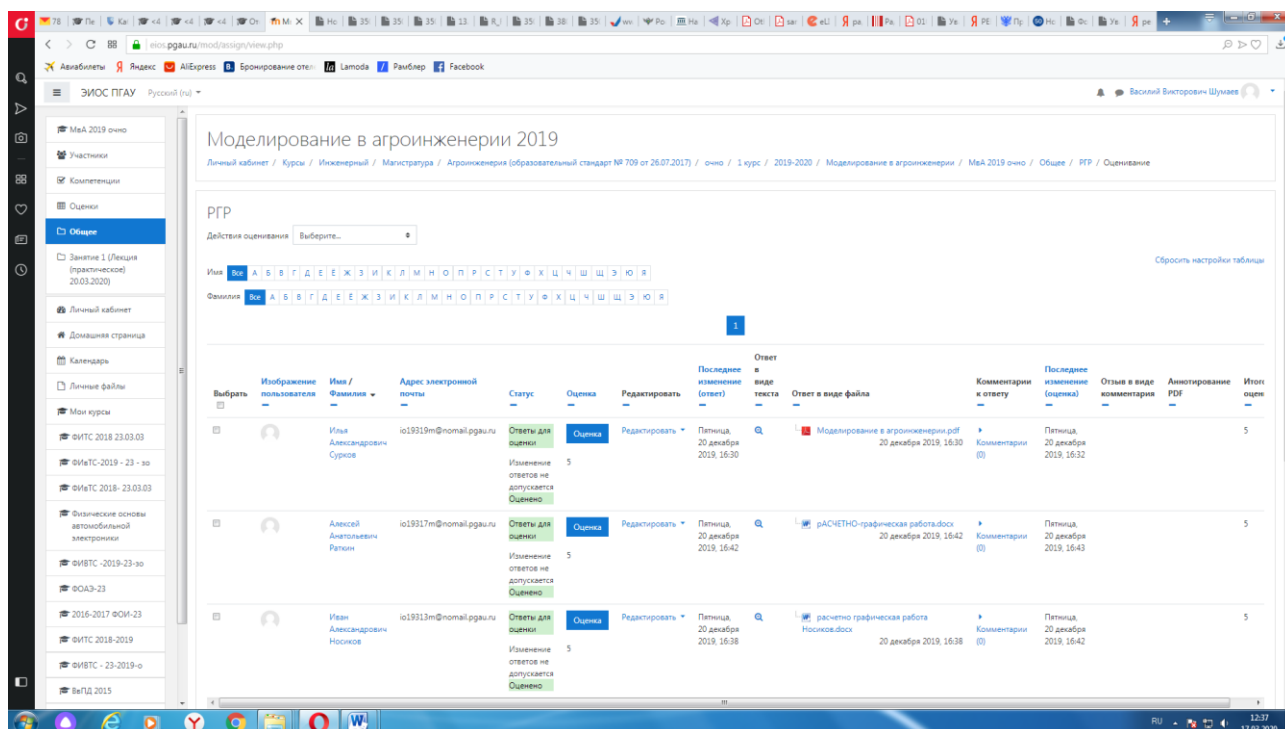 eios.pgau.ru/mod/assign/view.php
Авиабилеты Яндекс AliExpress Бронирование отел Lamoda Рамблер Facebook
ЭИОС ПГАУ Русский (ru)
Василий Викторович Шумаев
МвА 2019 очно
Участники
Компетенции
Оценки
Общее
Занятие 1 (Лекция
(практическое)
20.03.2020)
Личный кабинет
Домашняя страница
Календарь
Личные файлы
Мои курсы
ФИТС 2018 23.03.03
ФИвТС-2019 - 23 - зо
ФИвТС 2018- 23.03.03
Физические основы
автомобильной
электроники
ФИВТС -2019-23-зо
ФОАЭ-23
2016-2017 ФОИ-23
ФИТС 2018-2019
ФИВТС - 23-2019-о
ВвПД 2015
Моделирование в агроинженерии 2019
Личный кабинет / Курсы / Инженерный / Магистратура / Агроинженерия (образовательный стандарт № 709 от 26.07.2017) / очно / 1 курс / 2019-2020 / Моделирование в агроинженерии / МвА 2019 очно / Общее / РГР / Оценивание
РГР
Действия оценивания Выберите...
Сбросить настройки таблицы
Имя Все А Б В Г Д Е Ё Ж З И К Л М Н О П Р С Т У Ф Х Ц Ч Ш Щ Э Ю Я
Фамилия Все А Б В Г Д Е Ё Ж З И К Л М Н О П Р С Т У Ф Х Ц Ч Ш Щ Э Ю Я
1
Выбрать
Изображение
пользователя
Имя /
Фамилия
Адрес электронной
почты
Статус
Оценка
Редактировать
Последнее
изменение
(ответ)
Ответ
в
виде
текста
Ответ в виде файла
Комментарии
к ответу
Последнее
изменение
(оценка)
Отзыв в виде
комментария
Аннотирование
PDF
Илья
Александрович
Сурков
io19319m@nomail.pgau.ru
Ответы для
оценки
Изменение
ответов не
допускается
Оценено
Оценка
5
Редактировать
Пятница,
20 декабря
2019, 16:30
Моделирование в агроинженерии.pdf
20 декабря 2019, 16:30
Комментарии
(0)
Пятница,
20 декабря
2019, 16:32
5
Алексей
Анатольевич
Раткин
io19317m@nomail.pgau.ru
Ответы для
оценки
Изменение
ответов не
допускается
Оценено
Оценка
5
Редактировать
Пятница,
20 декабря
2019, 16:42
рАСЧЕТНО-графическая работа.docx
20 декабря 2019, 16:42
Комментарии
(0)
Пятница,
20 декабря
2019, 16:43
5
Иван
Александрович
Носиков
io19313m@nomail.pgau.ru
Ответы для
оценки
Изменение
ответов не
допускается
Оценено
Оценка
5
Редактировать
Пятница,
20 декабря
2019, 16:38
расчетно графическая работа
Носиков.docx
20 декабря 2019, 16:38
Комментарии
(0)
Пятница,
20 декабря
2019, 16:42
5
RU
12:37
17.03.2020